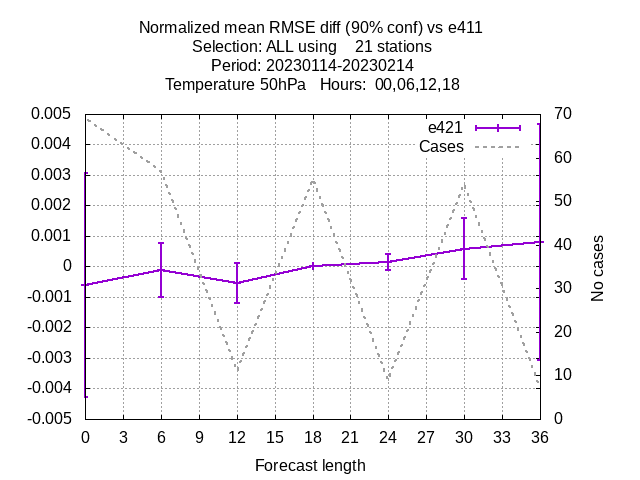 Normalized mean RMSE diff (90% conf) vs e411
Selection: ALL using    21 stations
Period: 20230114-20230214
Temperature 50hPa   Hours:  00,06,12,18
0.005
0.004
0.003
0.002
0.001
0
-0.001
-0.002
-0.003
-0.004
-0.005
e421
Cases
70
60
50
40
30
20
10
0
No cases
0 3 6 9 12 15 18 21 24 27 30 33 36
Forecast length